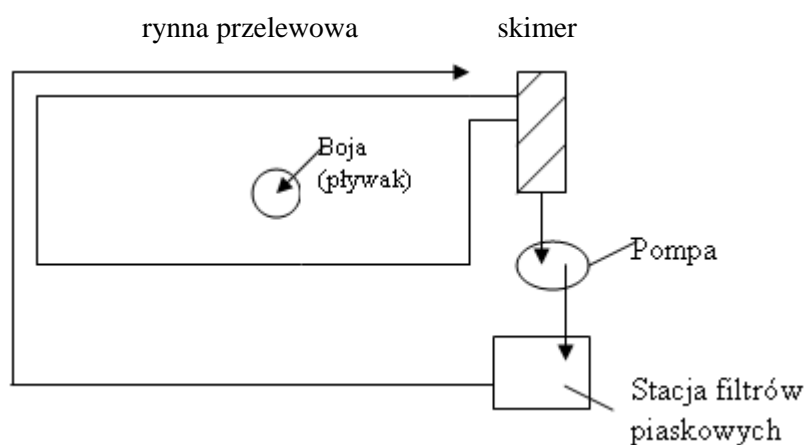 rynna przelewowa
skimer
Boja
(pływak)
Pompa
Stacja filtrów
piaskowych